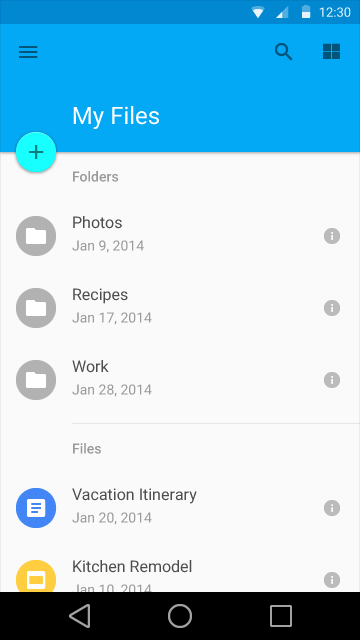 12:30
My Files
Folders
Photos
Jan 9, 2014
Recipes
Jan 17, 2014
Work
Jan 28, 2014
Files
Vacation Itinerary
Jan 20, 2014
Kitchen Remodel
Jan 10, 2014